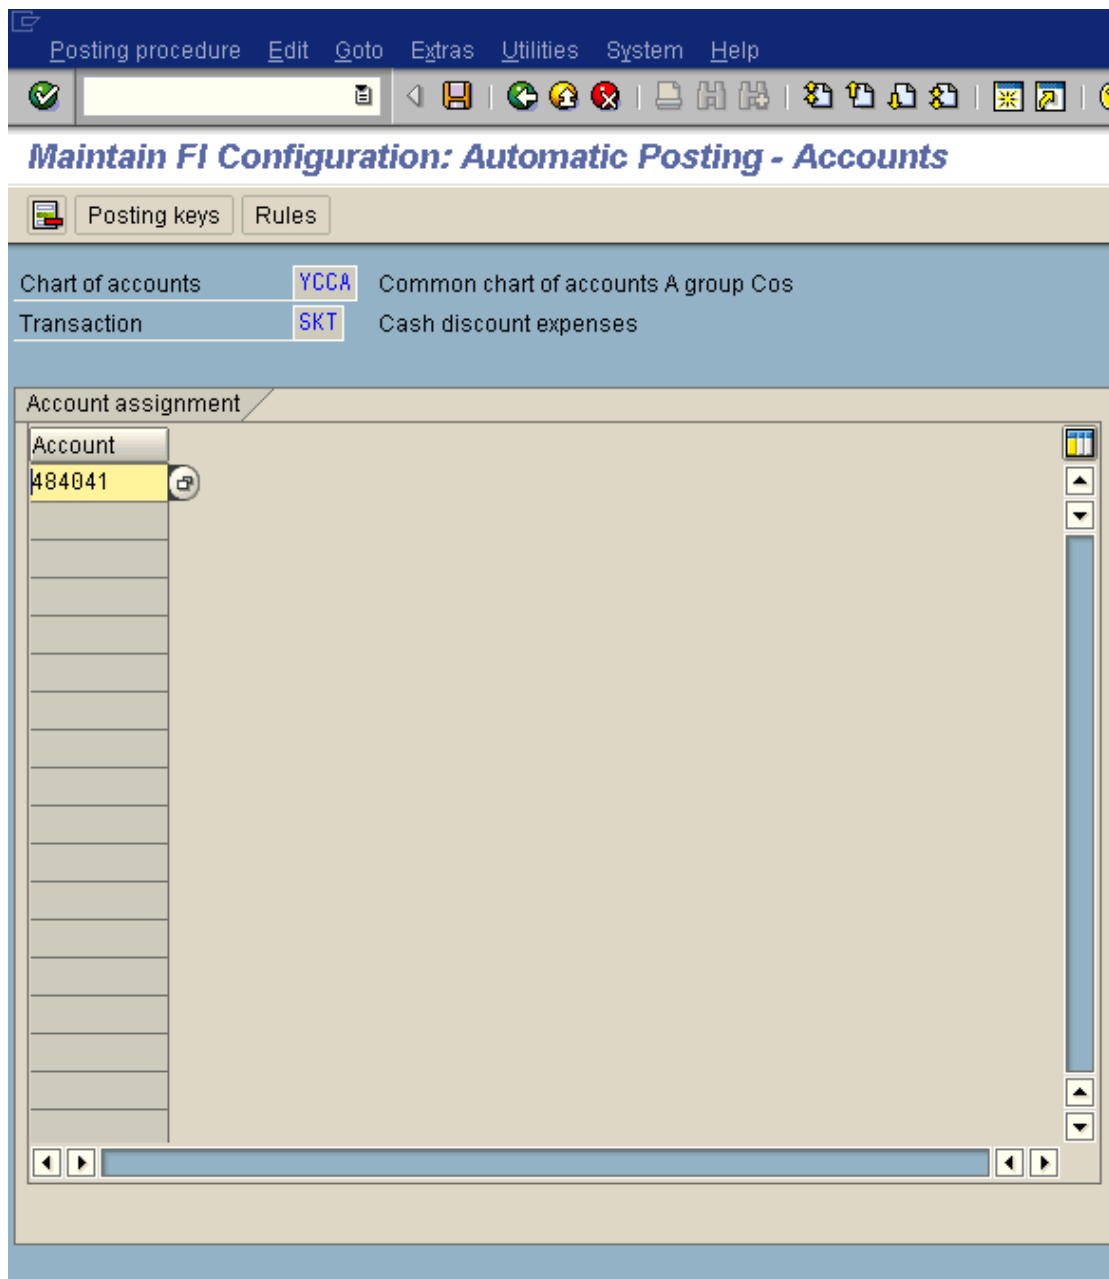 Posting procedure Edit Goto Extras Utilities System Help
Maintain FI Configuration: Automatic Posting - Accounts
Posting keys Rules
Chart of accounts YCCA Common chart of accounts A group Cos
Transaction SKT Cash discount expenses
Account assignment
Account
484041